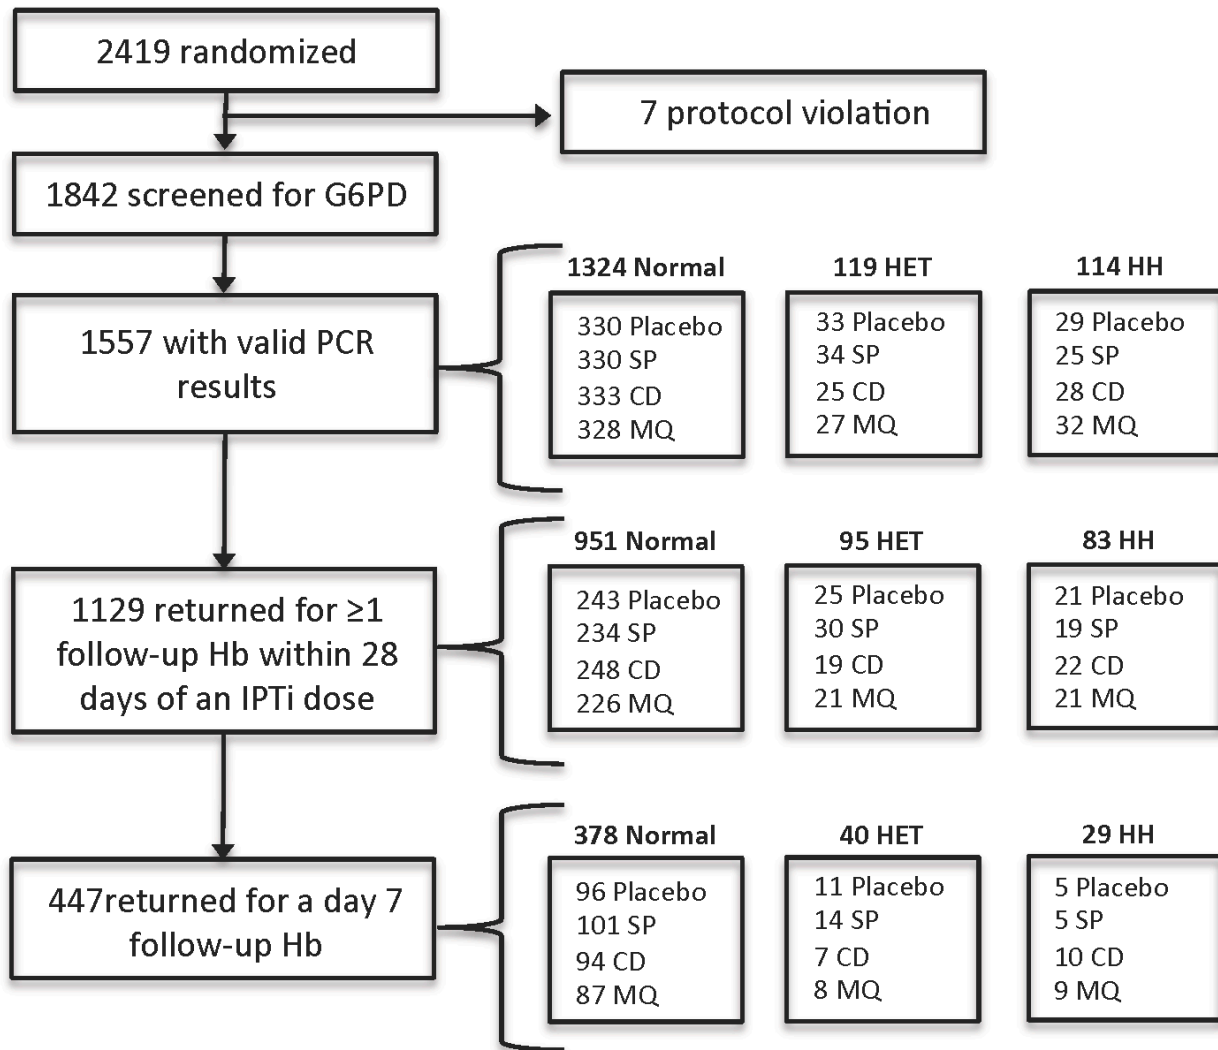 2419 randomized
7 protocol violation
1842 screened for G6PD
1557 with valid PCR
results
1324 Normal
330 Placebo
330 SP
333 CD
328 MQ
119 HET
33 Placebo
34 SP
25 CD
27 MQ
114 HH
29 Placebo
25 SP
28 CD
32 MQ
1129 returned for ≥1
follow-up Hb within 28
days of an IPTi dose
951 Normal
243 Placebo
234 SP
248 CD
226 MQ
95 HET
25 Placebo
30 SP
19 CD
21 MQ
83 HH
21 Placebo
19 SP
22 CD
21 MQ
447returned for a day 7
follow-up Hb
378 Normal
96 Placebo
101 SP
94 CD
87 MQ
40 HET
11 Placebo
14 SP
7 CD
8 MQ
29 HH
5 Placebo
5 SP
10 CD
9 MQ